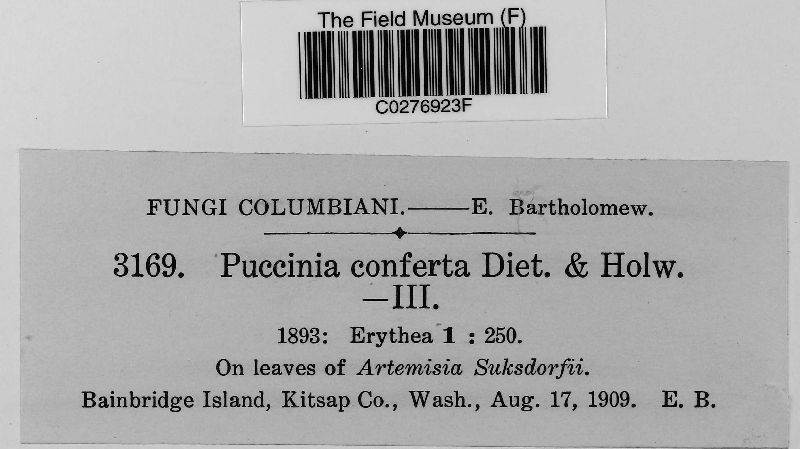 The Field Museum (F)
C0276923F
FUNGI COLUMBIANI.——E. Bartholomew.
3169. Puccinia conferta Diet. & Holw.
—III.
1893: Erythea 1 : 250.
On leaves of Artemisia Suksdorfii.
Bainbridge Island, Kitsap Co., Wash., Aug. 17, 1909. E. B.